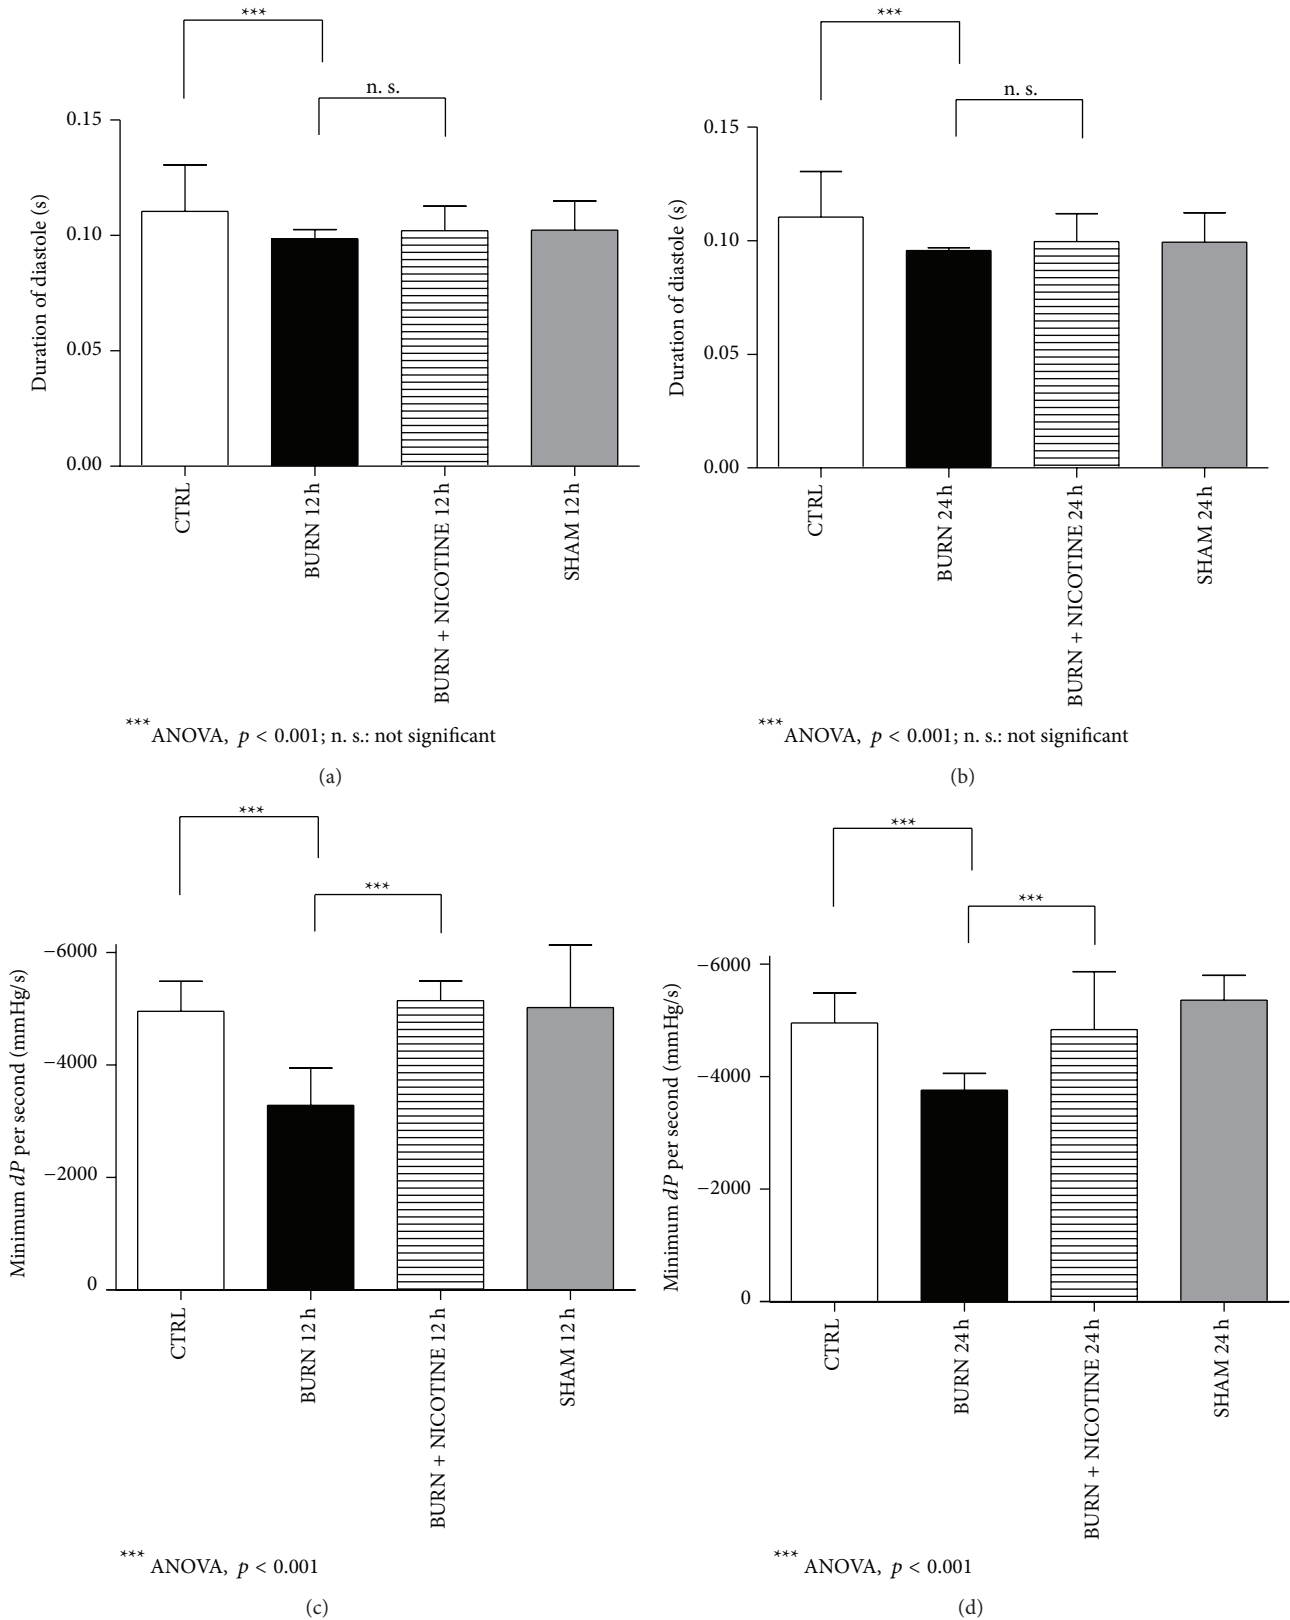 ***
n. s.
0.15
0.10
0.05
0.00
Duration of diastole (s)
CTRL
BURN 12 h
BURN + NICOTINE 12 h
SHAM 12 h
*** ANOVA, p < 0.001; n. s.: not significant
(a)
***
n. s.
0.15
0.10
0.05
0.00
Duration of diastole (s)
CTRL
BURN 24 h
BURN + NICOTINE 24 h
SHAM 24 h
*** ANOVA, p < 0.001; n. s.: not significant
(b)
***
***
−6000
−4000
−2000
0
Minimum dP per second (mmHg/s)
CTRL
BURN 12 h
BURN + NICOTINE 12 h
SHAM 12 h
*** ANOVA, p < 0.001
(c)
***
***
−6000
−4000
−2000
0
Minimum dP per second (mmHg/s)
CTRL
BURN 24 h
BURN + NICOTINE 24 h
SHAM 24 h
*** ANOVA, p < 0.001
(d)